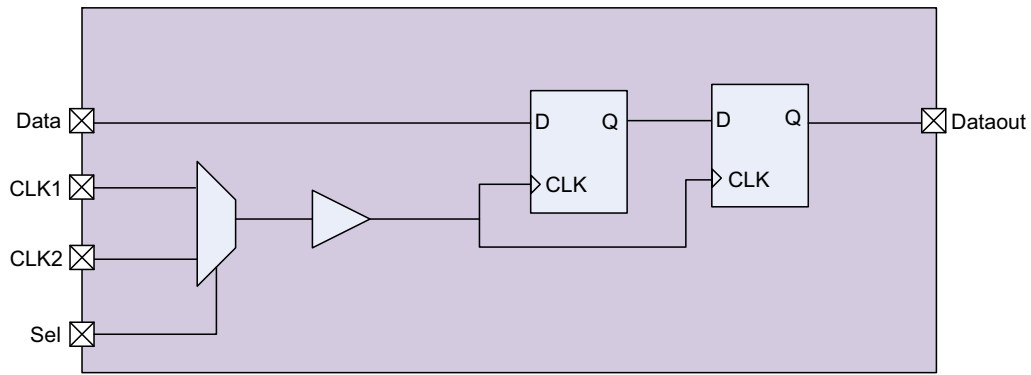 Data
D
Q
D
Q
Dataout
CLK1
CLK
CLK
CLK2
Sel